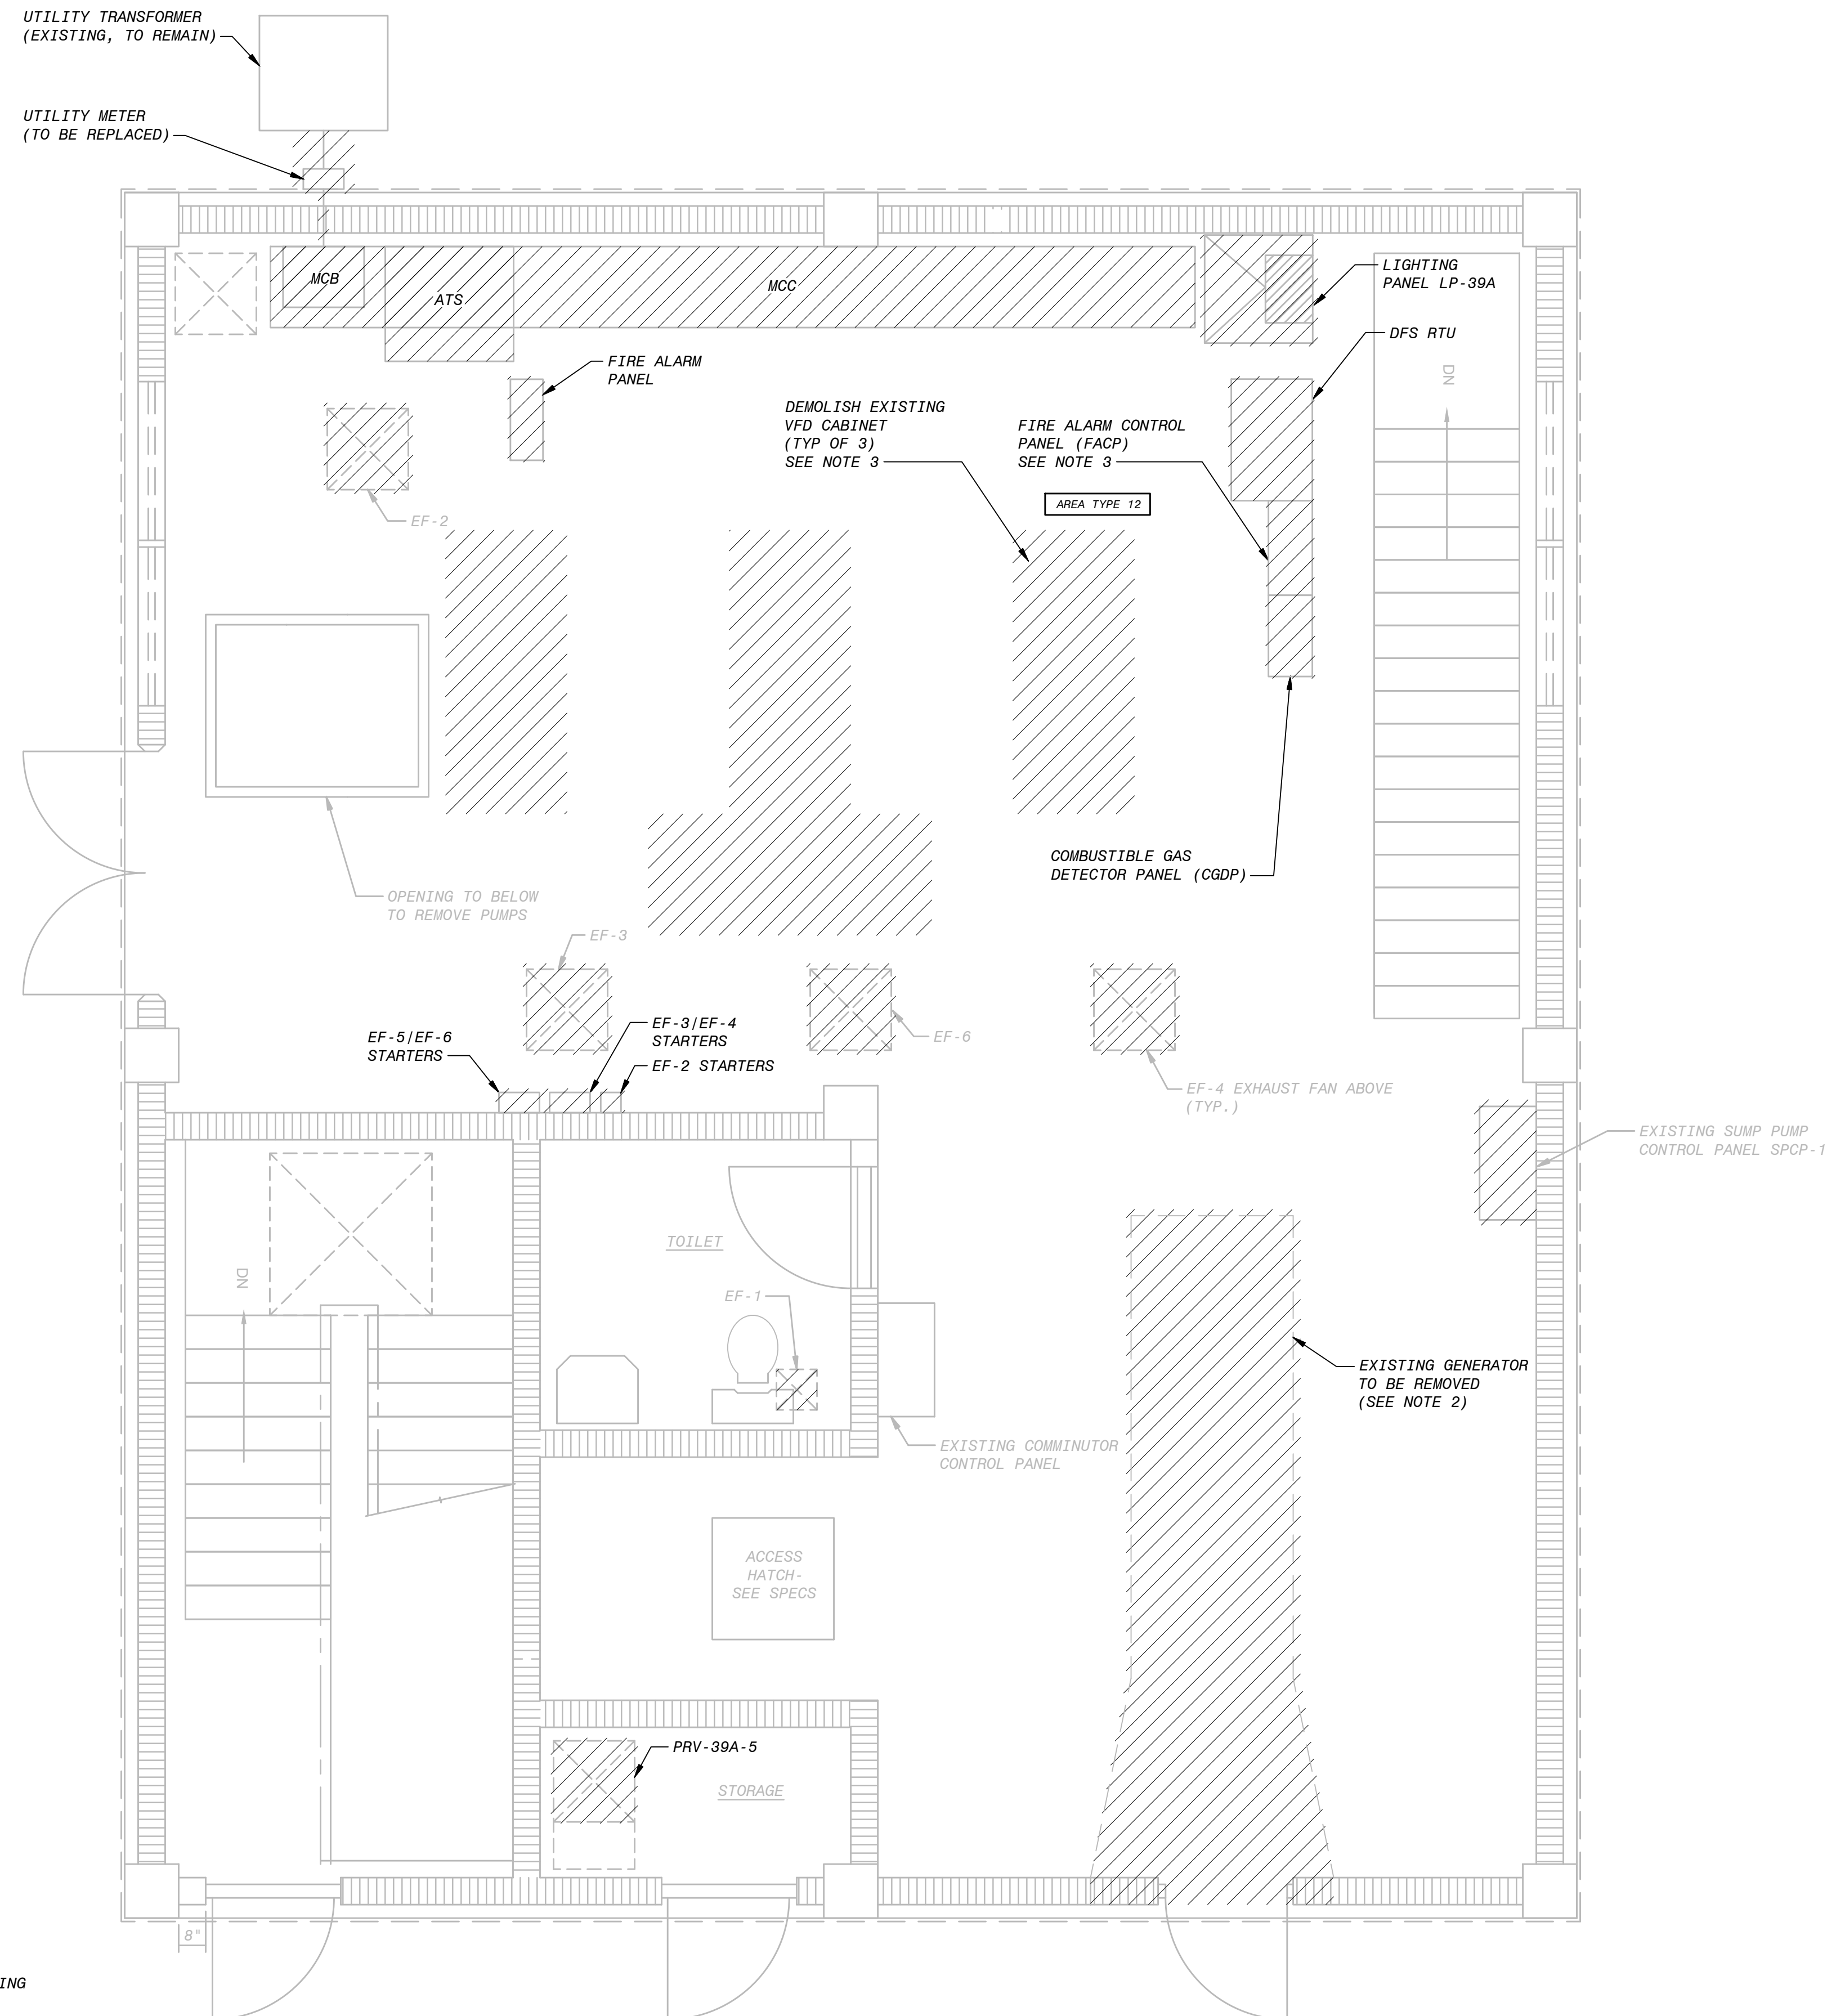 UTILITY TRANSFORMER
(EXISTING, TO REMAIN)
UTILITY METER
(TO BE REPLACED)
MCB
ATS
MCC
LIGHTING
PANEL LP-39A
DFS RTU
FIRE ALARM
PANEL
DN
DEMOLISH EXISTING
VFD CABINET
(TYP OF 3)
SEE NOTE 3
FIRE ALARM CONTROL
PANEL (FACP)
SEE NOTE 3
AREA TYPE 12
EF-2
COMBUSTIBLE GAS
DETECTOR PANEL (CGDP)
OPENING TO BELOW
TO REMOVE PUMPS
EF-3
EF-5/EF-6
STARTERS
EF-3/EF-4
STARTERS
EF-2 STARTERS
EF-6
EF-4 EXHAUST FAN ABOVE
(TYP.)
EXISTING SUMP PUMP
CONTROL PANEL SPCP-1
TOILET
DN
EF-1
EXISTING GENERATOR
TO BE REMOVED
(SEE NOTE 2)
EXISTING COMMINUTOR
CONTROL PANEL
ACCESS
HATCH-
SEE SPECS
PRV-39A-5
STORAGE
8"
ING